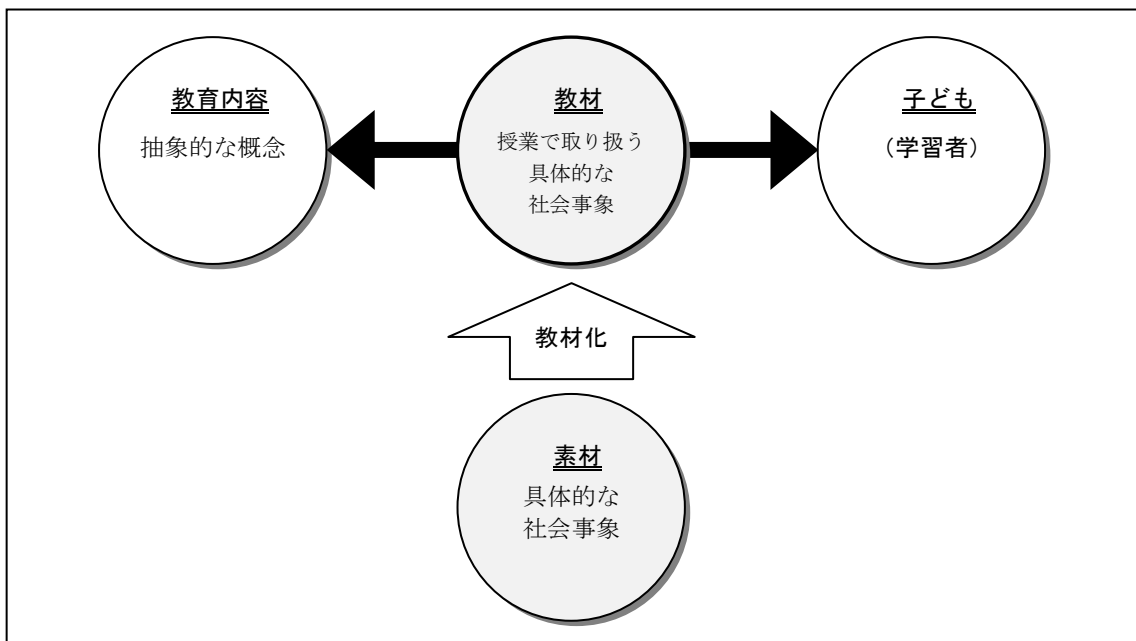 教育内容
抽象的な概念
教材
授業で取り扱う
具体的な
社会事象
子ども
(学習者)
教材化
素材
具体的な
社会事象